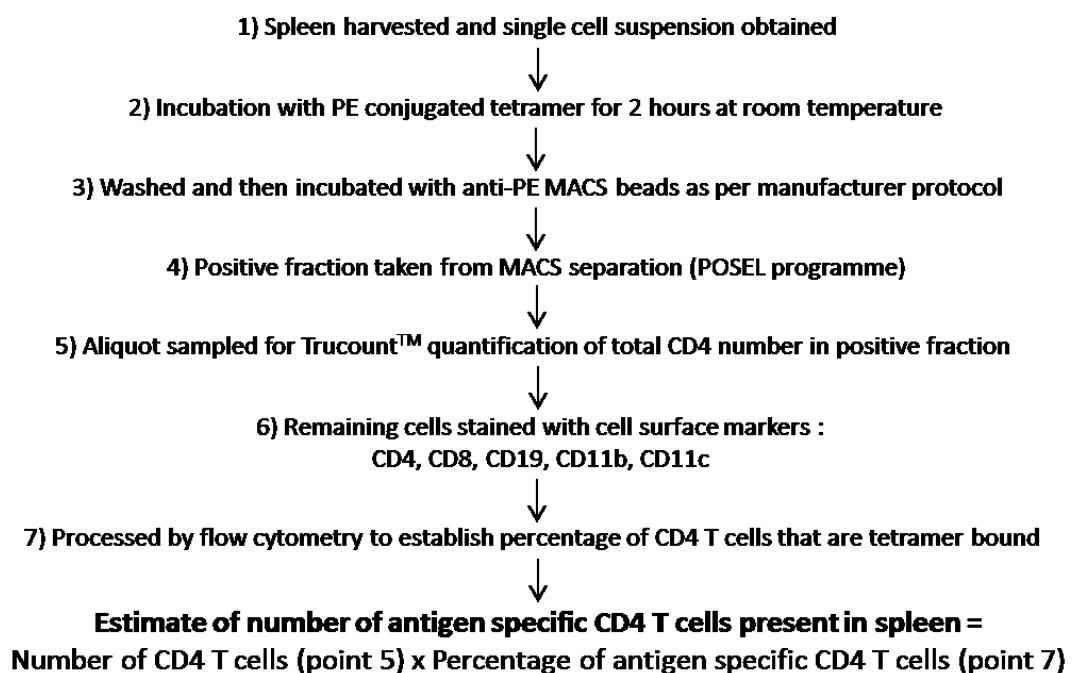 1) Spleen harvested and single cell suspension obtained
2) Incubation with PE conjugated tetramer for 2 hours at room temperature
3) Washed and then incubated with anti-PE MACS beads as per manufacturer protocol
4) Positive fraction taken from MACS separation (POSEL programme)
5) Aliquot sampled for Trucount™ quantification of total CD4 number in positive fraction
6) Remaining cells stained with cell surface markers :
CD4, CD8, CD19, CD11b, CD11c
7) Processed by flow cytometry to establish percentage of CD4 T cells that are tetramer bound
Estimate of number of antigen specific CD4 T cells present in spleen =
Number of CD4 T cells (point 5) x Percentage of antigen specific CD4 T cells (point 7)